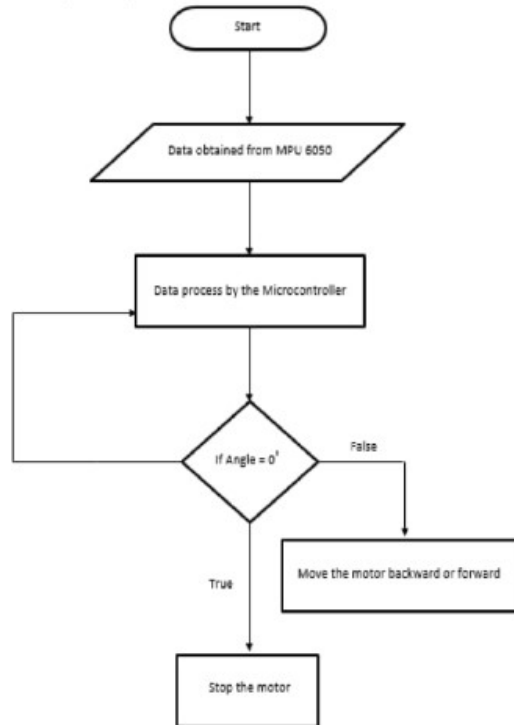 Start
Data obtained from MPU 6050
Data process by the Microcontroller
If Angle = 0°
False
Move the motor backward or forward
True
Stop the motor